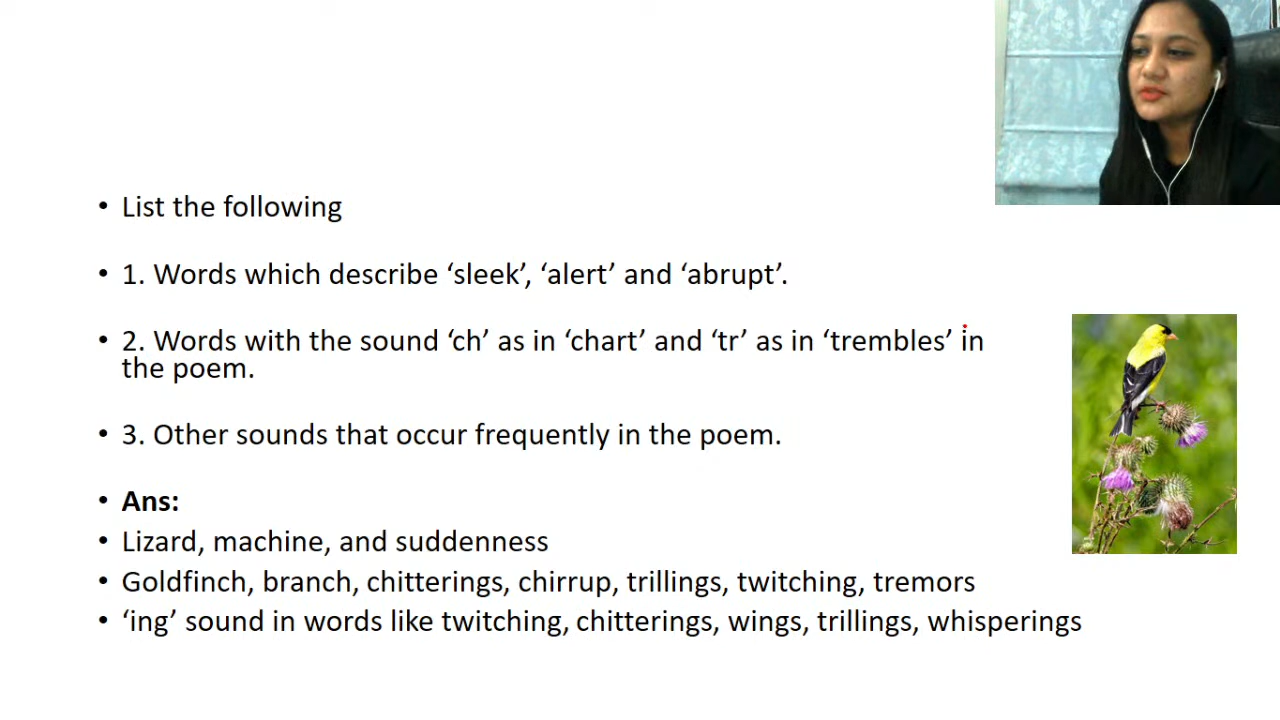 • List the following
• 1. Words which describe ‘sleek’, ‘alert’ and ‘abrupt’.
• 2. Words with the sound ‘ch’ as in ‘chart’ and ‘tr’ as in ‘trembles’ in
the poem.
• 3. Other sounds that occur frequently in the poem.
• Ans:
• Lizard, machine, and suddenness
• Goldfinch, branch, chitterings, chirrup, trillings, twitching, tremors
• ‘ing’ sound in words like twitching, chitterings, wings, trillings, whisperings